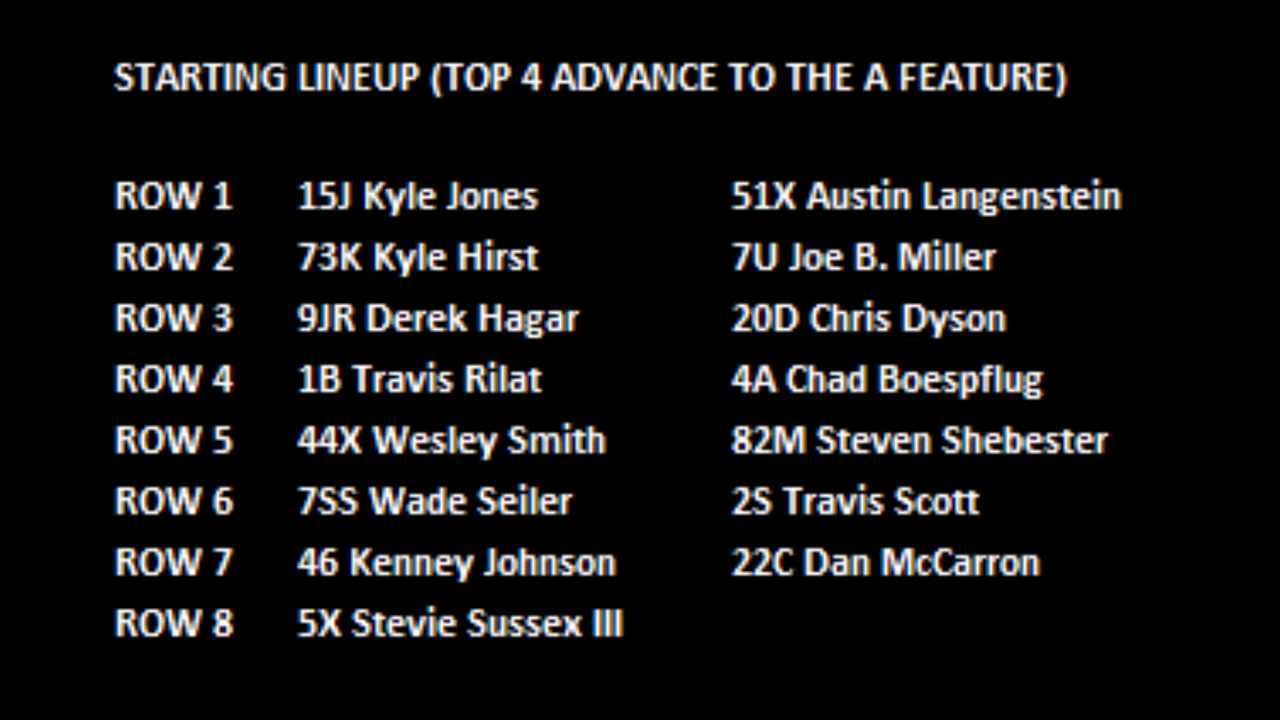 STARTING LINEUP (TOP 4 ADVANCE TO THE A FEATURE)
ROW 1 15J Kyle Jones 51X Austin Langenstein
ROW 2 73K Kyle Hirst 7U Joe B. Miller
ROW 3 9JR Derek Hagar 20D Chris Dyson
ROW 4 1B Travis Rilat 4A Chad Boespflug
ROW 5 44X Wesley Smith 82M Steven Shebester
ROW 6 7SS Wade Seiler 2S Travis Scott
ROW 7 46 Kenney Johnson 22C Dan McCarron
ROW 8 5X Stevie Sussex III